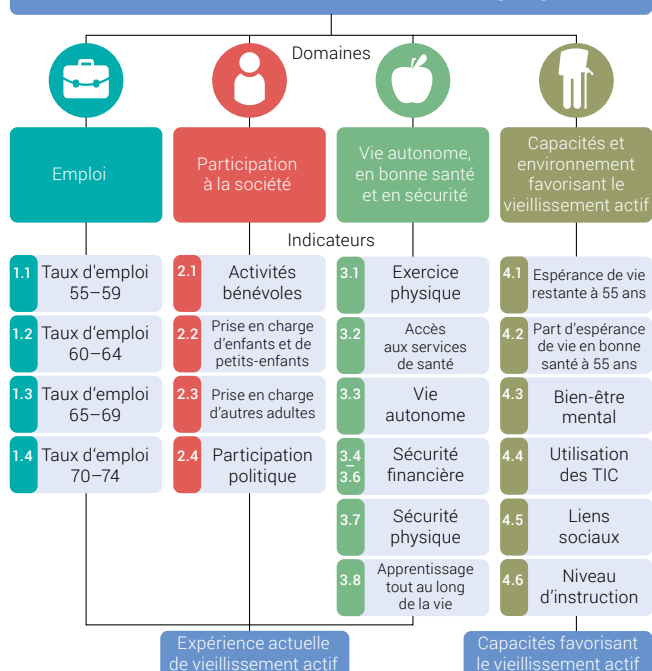 Domaines
Emploi
Participation
à la société
Vie autonome,
en bonne santé
et en sécurité
Capacités et
environnement
favorisant le
vieillissement actif
Indicateurs
1.1 Taux d'emploi
55–59
1.2 Taux d'emploi
60–64
1.3 Taux d'emploi
65–69
1.4 Taux d'emploi
70–74
2.1 Activités
bénévoles
2.2 Prise en charge
d'enfants et de
petits-enfants
2.3 Prise en charge
d'autres adultes
2.4 Participation
politique
3.1 Exercice
physique
3.2 Accès
aux services
de santé
3.3 Vie
autonome
3.4 – 3.6 Sécurité
financière
3.7 Sécurité
physique
3.8 Apprentissage
tout au long
de la vie
4.1 Espérance de vie
restante à 55 ans
4.2 Part d'espérance
de vie en bonne
santé à 55 ans
4.3 Bien-être
mental
4.4 Utilisation
des TIC
4.5 Liens
sociaux
4.6 Niveau
d'instruction
Expérience actuelle
de vieillissement actif
Capacités favorisant
le vieillissement actif